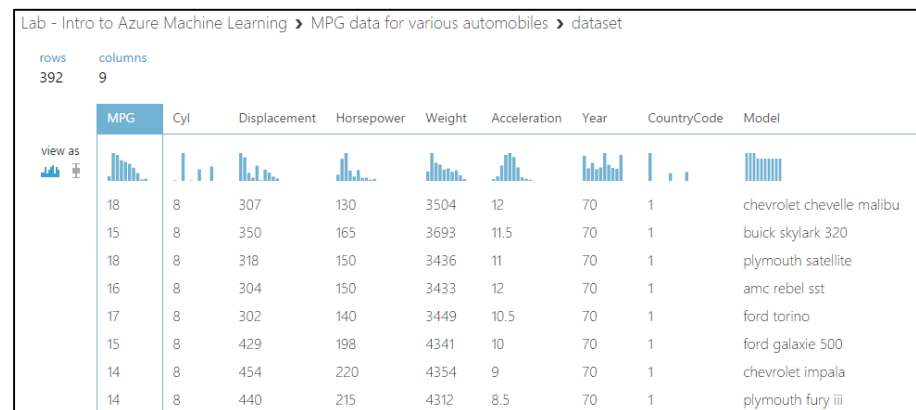 Lab - Intro to Azure Machine Learning › MPG data for various automobiles › dataset
rows columns
392 9
MPG Cyl Displacement Horsepower Weight Acceleration Year CountryCode Model
view as
18 8 307 130 3504 12 70 1 chevrolet chevelle malibu
15 8 350 165 3693 11.5 70 1 buick skylark 320
18 8 318 150 3436 11 70 1 plymouth satellite
16 8 304 150 3433 12 70 1 amc rebel sst
17 8 302 140 3449 10.5 70 1 ford torino
15 8 429 198 4341 10 70 1 ford galaxie 500
14 8 454 220 4354 9 70 1 chevrolet impala
14 8 440 215 4312 8.5 70 1 plymouth fury iii